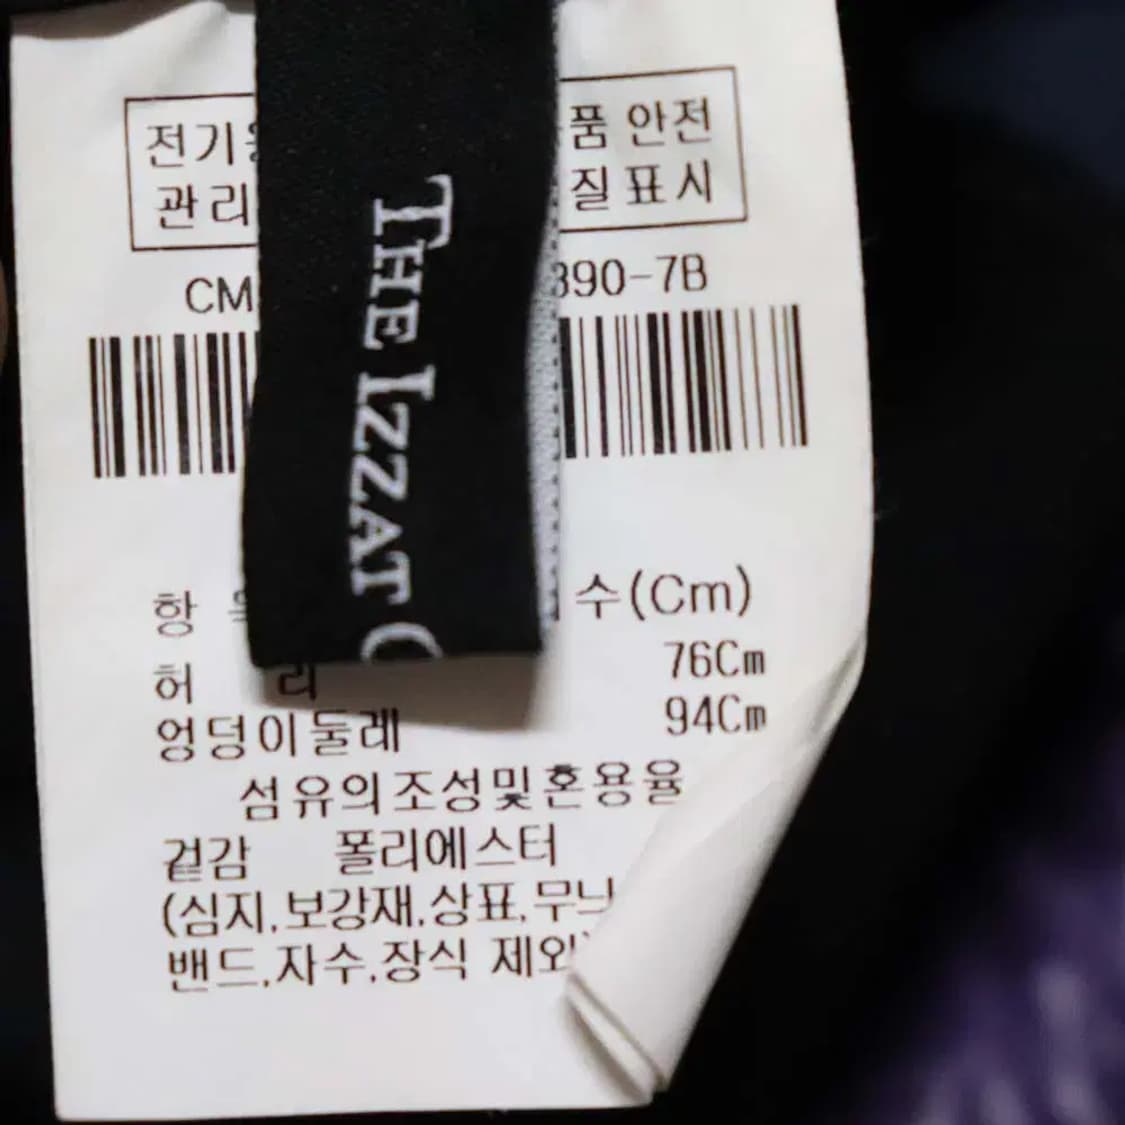 전기 품 안전
관리 질 표시
CM 390-7B
THE IZZAT
항 수(Cm)
허 리 76Cm
엉덩이둘레 94Cm
섬유의조성및혼용율
겉감 폴리에스터
(심지,보강재,상표,무늬
밴드,자수,장식 제외)